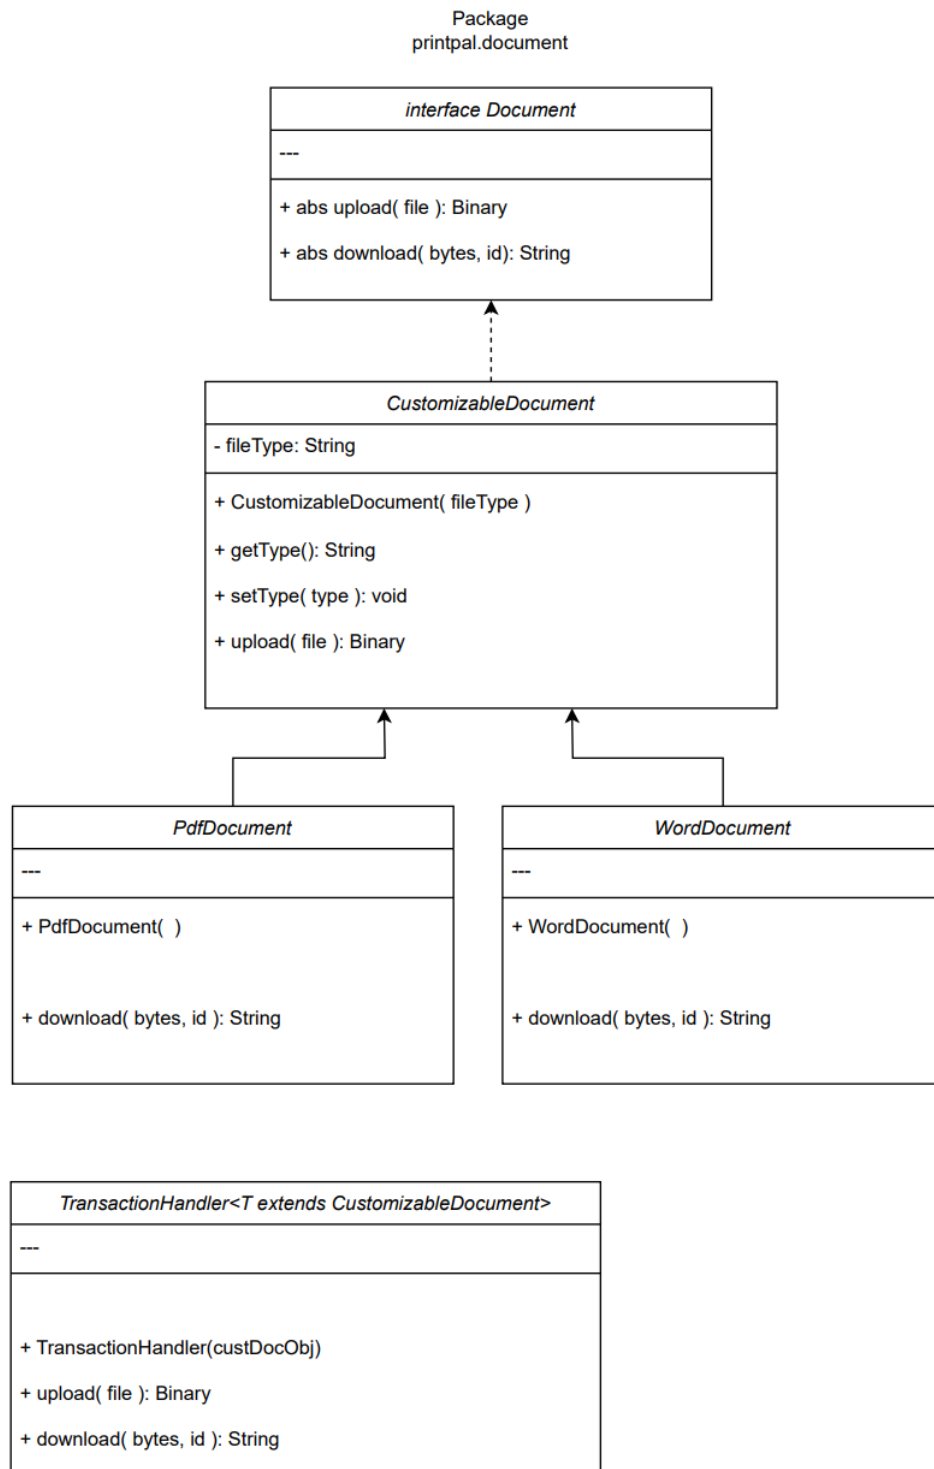 Package
printpal.document
interface Document
---
+ abs upload( file ): Binary
+ abs download( bytes, id): String
CustomizableDocument
- fileType: String
+ CustomizableDocument( fileType )
+ getType(): String
+ setType( type ): void
+ upload( file ): Binary
PdfDocument
---
+ PdfDocument(  )
+ download( bytes, id ): String
WordDocument
---
+ WordDocument(  )
+ download( bytes, id ): String
TransactionHandler<T extends CustomizableDocument>
---
+ TransactionHandler(custDocObj)
+ upload( file ): Binary
+ download( bytes, id ): String